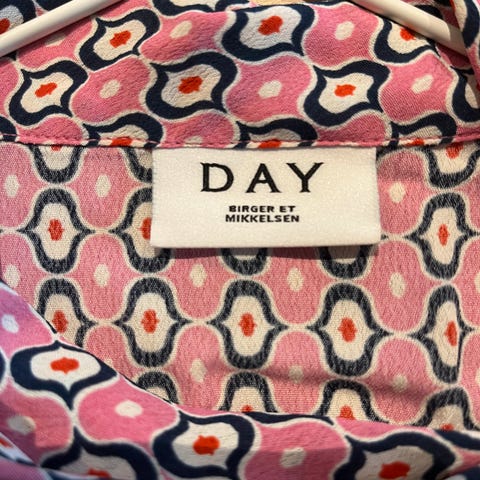 DAY
BIRGER ET
MIKKELSEN